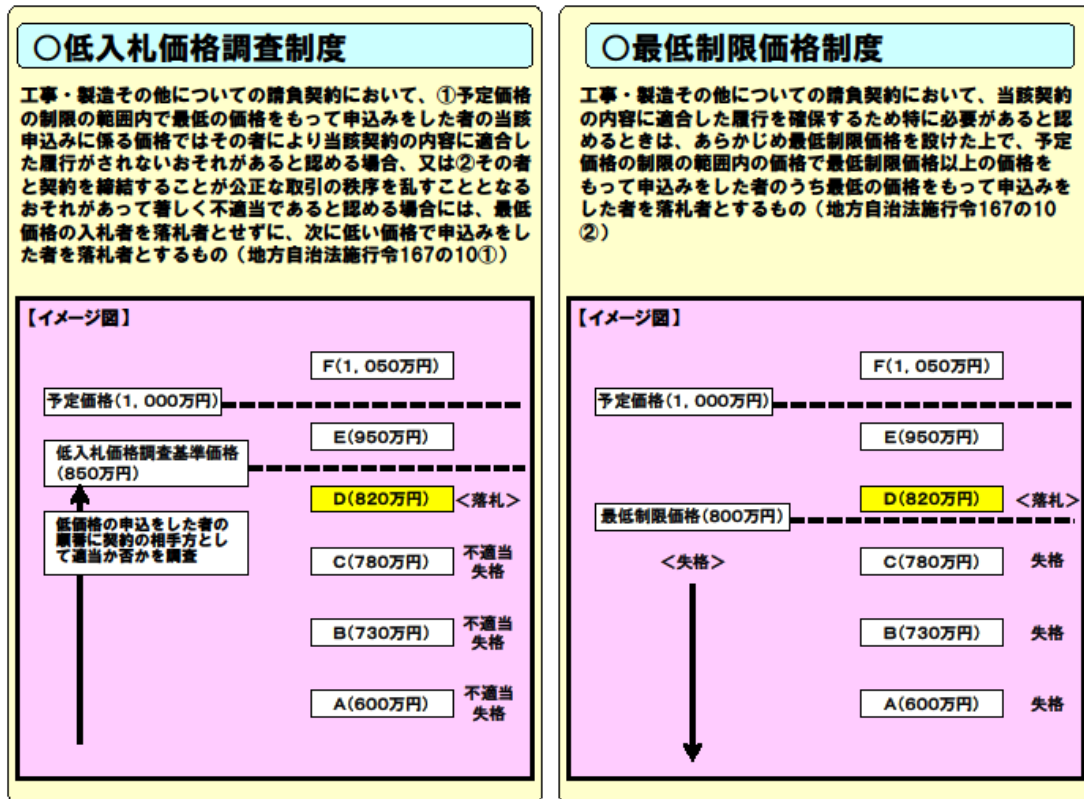 ○低入札価格調査制度
工事・製造その他についての請負契約において、①予定価格
の制限の範囲内で最低の価格をもって申込みをした者の当該
申込みに係る価格ではその者により当該契約の内容に適合し
た履行がされないおそれがあると認める場合、又は②その者
と契約を締結することが公正な取引の秩序を乱すこととなる
おそれがあって著しく不適当であると認める場合には、最低
価格の入札者を落札者とせずに、次に低い価格で申込みをし
た者を落札者とするもの（地方自治法施行令167の10①）
【イメージ図】
F(1，050万円)
予定価格(1，000万円)
E(950万円)
低入札価格調査基準価格
(850万円)
D(820万円)
＜落札＞
低価格の申込をした者の
順番に契約の相手方とし
て適当か否かを調査
C(780万円)
不適当
失格
B(730万円)
不適当
失格
A(600万円)
不適当
失格
○最低制限価格制度
工事・製造その他についての請負契約において、当該契約
の内容に適合した履行を確保するため特に必要があると認
めるときは、あらかじめ最低制限価格を設けた上で、予定
価格の制限の範囲内の価格で最低制限価格以上の価格を
もって申込みをした者のうち最低の価格をもって申込みを
した者を落札者とするもの（地方自治法施行令167の10
②）
【イメージ図】
F(1，050万円)
予定価格(1，000万円)
E(950万円)
D(820万円)
＜落札＞
最低制限価格(800万円)
＜失格＞
C(780万円)
失格
B(730万円)
失格
A(600万円)
失格